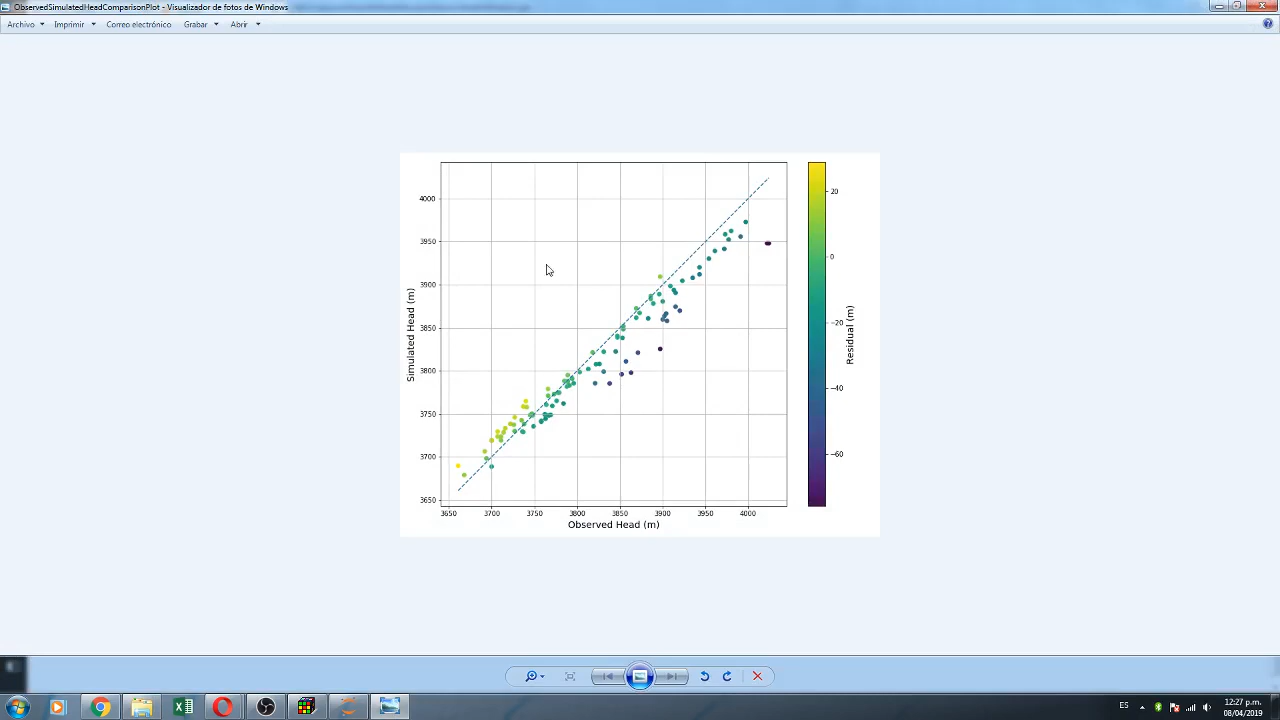 ObservedSimulatedHeadComparisonPlot - Visualizador de fotos de Windows
Archivo Imprimir Correo electrónico Grabar Abrir
4000
3950
3900
3850
3800
3750
3700
3650
Simulated Head (m)
3650 3700 3750 3800 3850 3900 3950 4000
Observed Head (m)
20
0
−20
−40
−60
Residual (m)
ES
12:27 p.m.
08/04/2019